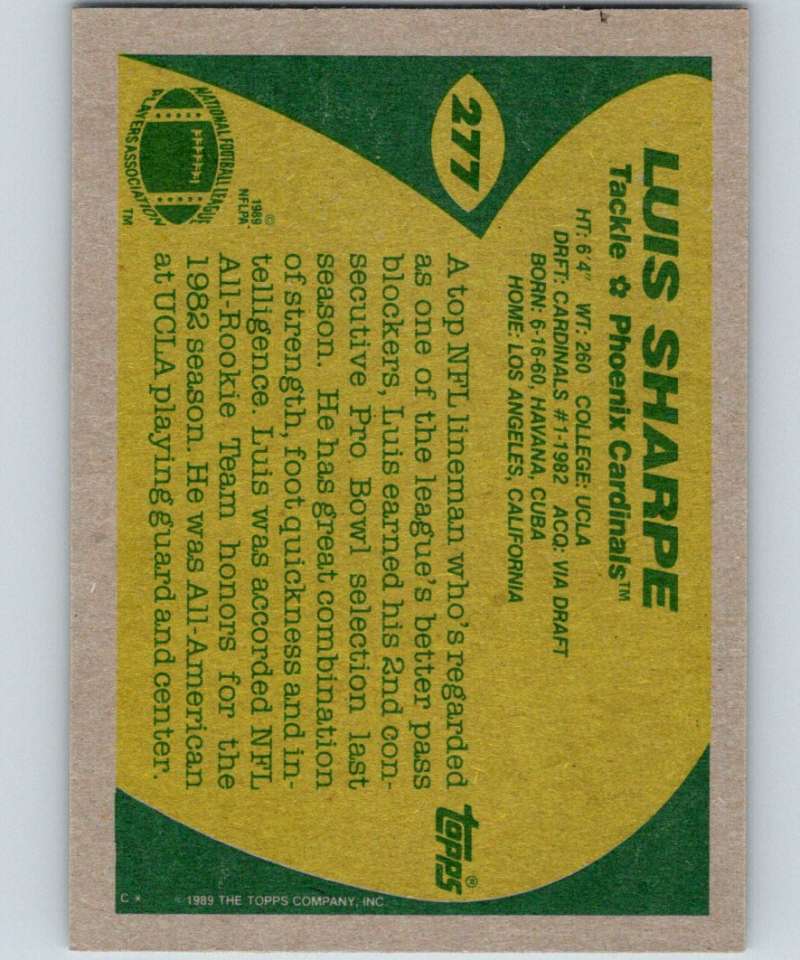 277
LUIS SHARPE
Tackle ✿ Phoenix Cardinals™
HT: 6'4" WT: 260 COLLEGE: UCLA
DRFT: CARDINALS #1-1982 ACQ: VIA DRAFT
BORN: 6-16-60, HAVANA, CUBA
HOME: LOS ANGELES, CALIFORNIA
A top NFL lineman who's regarded
as one of the league's better pass
blockers, Luis earned his 2nd con-
secutive Pro Bowl selection last
season. He has great combination
of strength, foot quickness and in-
telligence. Luis was accorded NFL
All-Rookie Team honors for the
1982 season. He was All-American
at UCLA playing guard and center.
NATIONAL FOOTBALL LEAGUE
PLAYERS ASSOCIATION
TM
©
1989
NFLPA
topps®
C *
© 1989 THE TOPPS COMPANY, INC.